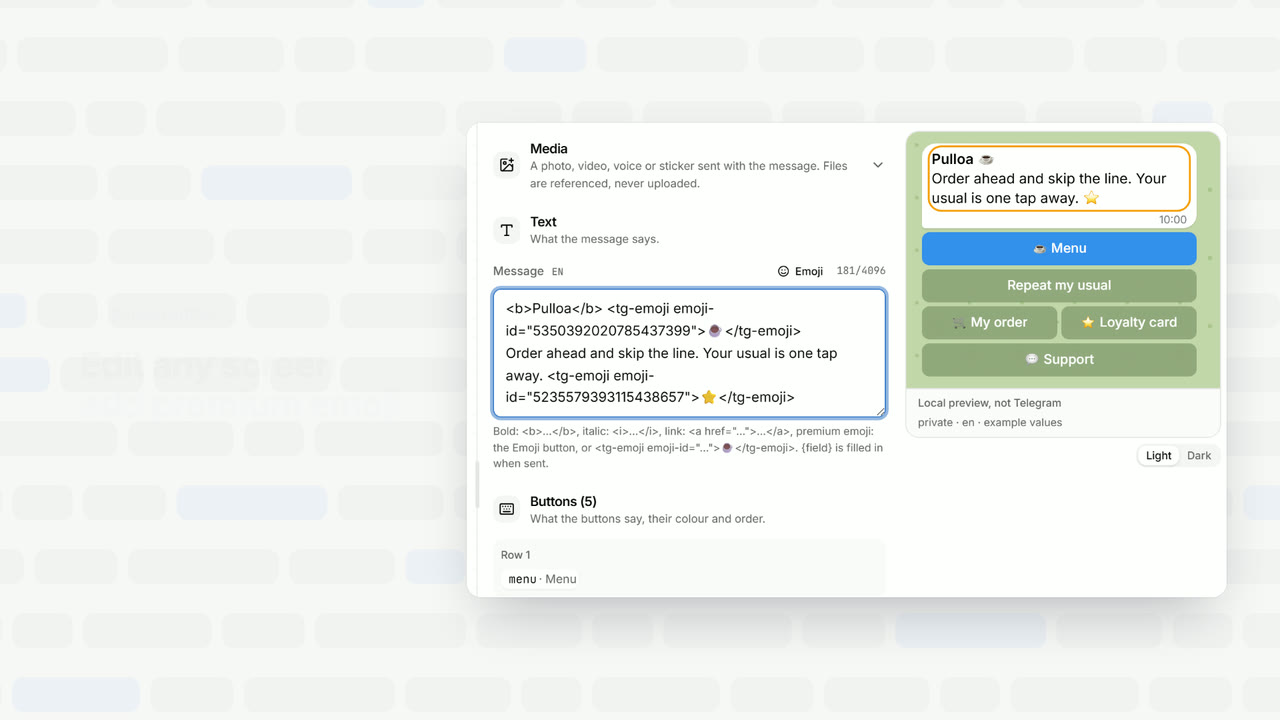 Edit any screen
Add premium emoji
Media
A photo, video, voice or sticker sent with the message. Files
are referenced, never uploaded.
Text
What the message says.
Message EN
Emoji 181/4096
<b>Pulloa</b> <tg-emoji emoji-
id="5350392020785437399">☕</tg-emoji>
Order ahead and skip the line. Your usual is one tap
away. <tg-emoji emoji-
id="5235579393115438657">⭐</tg-emoji>
Bold: <b>…</b>, italic: <i>…</i>, link: <a href="…">…</a>, premium emoji:
the Emoji button, or <tg-emoji emoji-id="…">☕</tg-emoji>. {field} is filled in
when sent.
Buttons (5)
What the buttons say, their colour and order.
Row 1
menu · Menu
Pulloa ☕
Order ahead and skip the line. Your
usual is one tap away. ⭐
10:00
☕ Menu
Repeat my usual
🛒 My order
⭐ Loyalty card
💬 Support
Local preview, not Telegram
private · en · example values
Light Dark